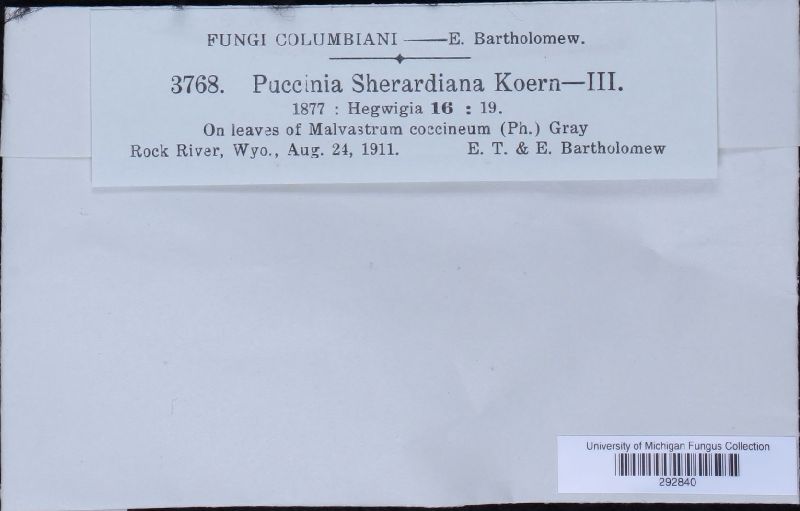 FUNGI COLUMBIANI —— E. Bartholomew.
3768. Puccinia Sherardiana Koern—III.
1877 : Hegwigia 16 : 19.
On leaves of Malvastrum coccineum (Ph.) Gray
Rock River, Wyo., Aug. 24, 1911. E. T. & E. Bartholomew
University of Michigan Fungus Collection
292840